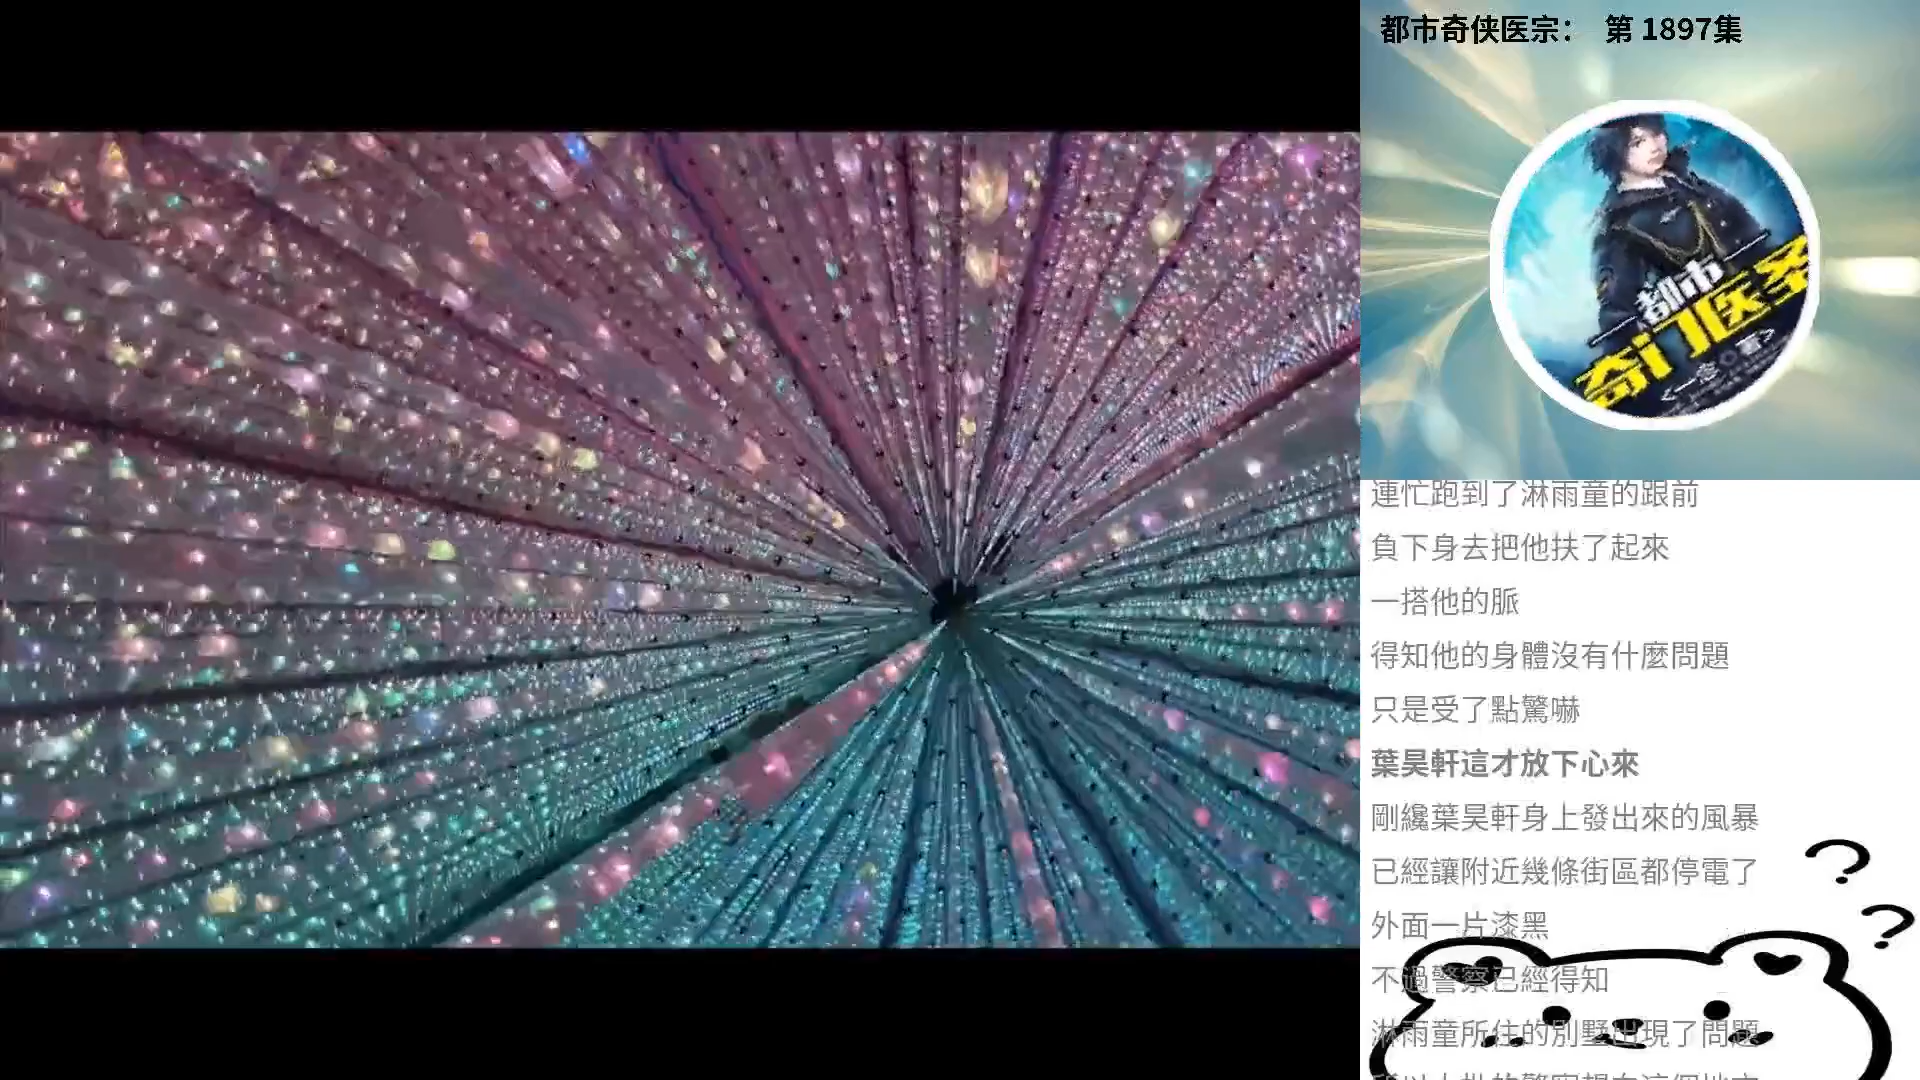 都市奇侠医宗： 第 1897集
都市
奇门医圣
連忙跑到了淋雨童的跟前
負下身去把他扶了起來
一搭他的脈
得知他的身體沒有什麼問題
只是受了點驚嚇
葉昊軒這才放下心來
剛纔葉昊軒身上發出來的風暴
已經讓附近幾條街區都停電了
外面一片漆黑
不過警察已經得知
淋雨童所住的別墅出現了問題